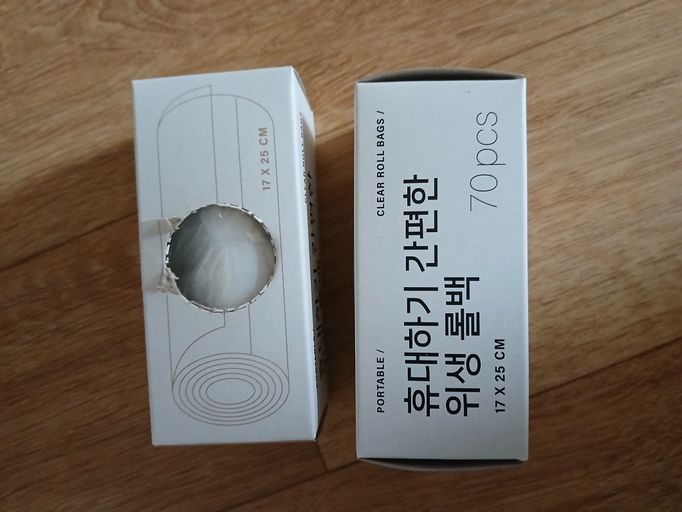 17 X 25 CM
PORTABLE /
CLEAR ROLL BAGS /
휴대하기 간편한
위생 롤백
70pcs
17 X 25 CM